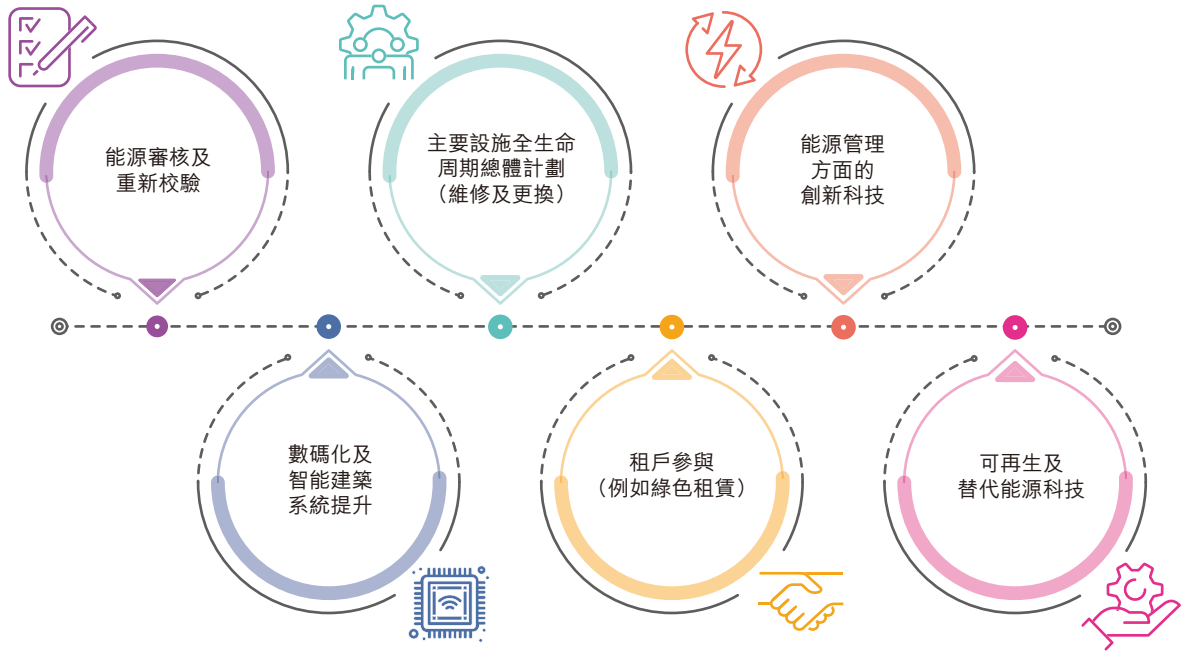 能源審核及
重新校驗
主要設施全生命
周期總體計劃
（維修及更換）
能源管理
方面的
創新科技
數碼化及
智能建築
系統提升
租戶參與
（例如綠色租賃）
可再生及
替代能源科技